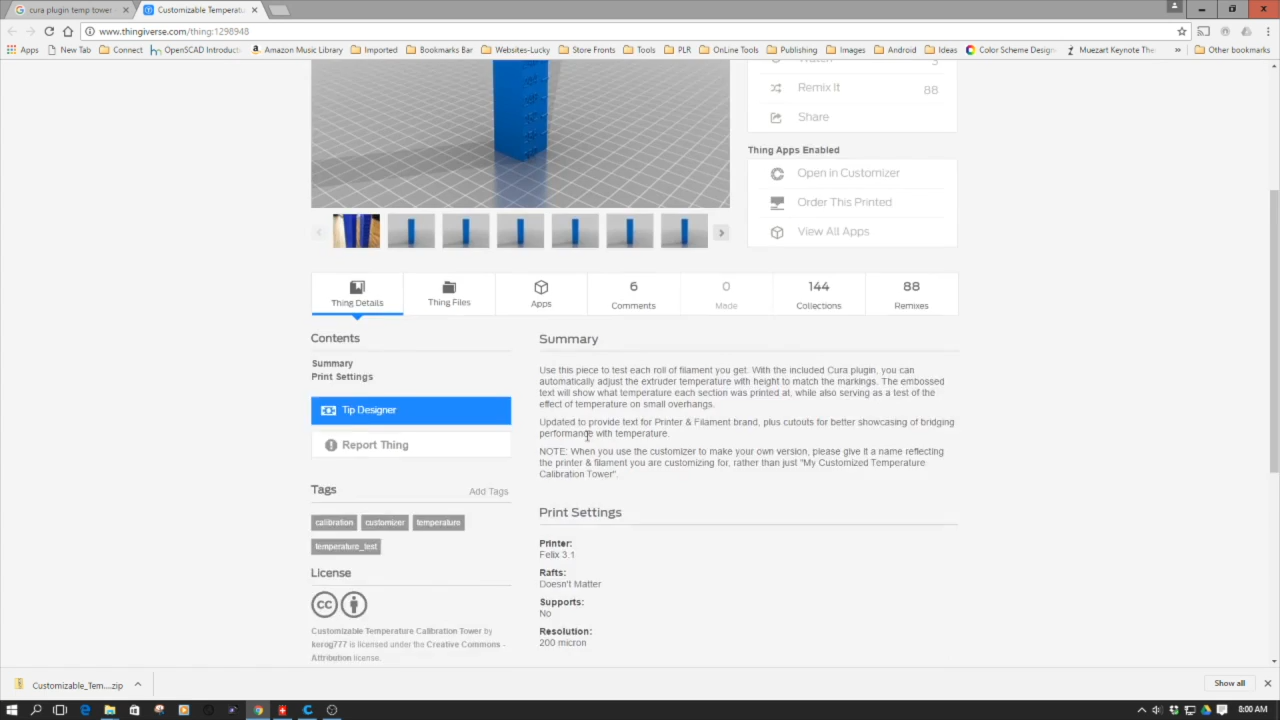 cura plugin temp tower
Customizable Temperatu
www.thingiverse.com/thing:1298948
Apps
New Tab
Connect
OpenSCAD Introductio
Amazon Music Library
Imported
Bookmarks Bar
Websites-Lucky
Store Fronts
Tools
PLR
OnLine Tools
Publishing
Images
Android
Ideas
Color Scheme Design
Muezart Keynote The
»
Other bookmarks
Watch
3
Remix It
88
Share
Thing Apps Enabled
Open in Customizer
Order This Printed
View All Apps
Thing Details
Thing Files
Apps
6
Comments
0
Made
144
Collections
88
Remixes
Contents
Summary
Print Settings
Tip Designer
Report Thing
Tags
Add Tags
calibration
customizer
temperature
temperature_test
License
cc
Customizable Temperature Calibration Tower by
kerog777 is licensed under the Creative Commons -
Attribution license.
Summary
Use this piece to test each roll of filament you get. With the included Cura plugin, you can
automatically adjust the extruder temperature with height to match the markings. The embossed
text will show what temperature each section was printed at, while also serving as a test of the
effect of temperature on small overhangs.
Updated to provide text for Printer & Filament brand, plus cutouts for better showcasing of bridging
performance with temperature.
NOTE: When you use the customizer to make your own version, please give it a name reflecting
the printer & filament you are customizing for, rather than just "My Customized Temperature
Calibration Tower".
Print Settings
Printer:
Felix 3.1
Rafts:
Doesn't Matter
Supports:
No
Resolution:
200 micron
Customizable_Tem....zip
Show all
8:00 AM